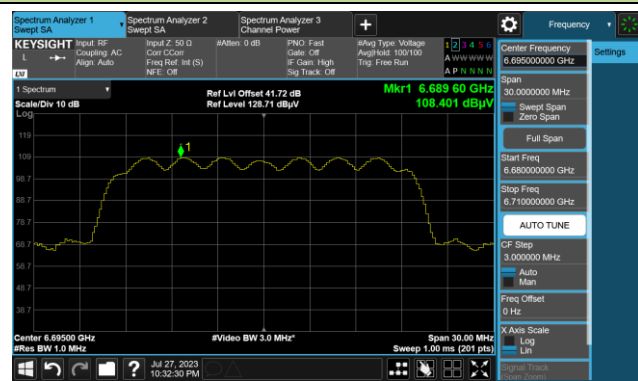 Spectrum Analyzer 1
Swept SA
Spectrum Analyzer 2
Swept SA
Spectrum Analyzer 3
Channel Power
+
Frequency
KEYSIGHT
L
LXI
Input: RF
Coupling: AC
Align: Auto
Input Z: 50 Ω
Corr CCorr
Freq Ref: Int (S)
NFE: Off
#Atten: 0 dB
PNO: Fast
Gate: Off
IF Gain: High
Sig Track: Off
#Avg Type: Voltage
Avg|Hold: 100/100
Trig: Free Run
1 2 3 4 5 6
A W W W W W
A P N N N N
1 Spectrum
Scale/Div 10 dB
Log
Ref Lvl Offset 41.72 dB
Ref Level 128.71 dBµV
Mkr1 6.689 60 GHz
108.401 dBµV
1
119
109
98.7
88.7
78.7
68.7
58.7
48.7
38.7
Center 6.69500 GHz
#Res BW 1.0 MHz
#Video BW 3.0 MHz*
Span 30.00 MHz
Sweep 1.00 ms (201 pts)
Center Frequency
6.695000000 GHz
Settings
Span
30.0000000 MHz
Swept Span
Zero Span
Full Span
Start Freq
6.680000000 GHz
Stop Freq
6.710000000 GHz
AUTO TUNE
CF Step
3.000000 MHz
Auto
Man
Freq Offset
0 Hz
X Axis Scale
Log
Lin
Signal Track
(Span Zoom)
?
Jul 27, 2023
10:32:30 PM